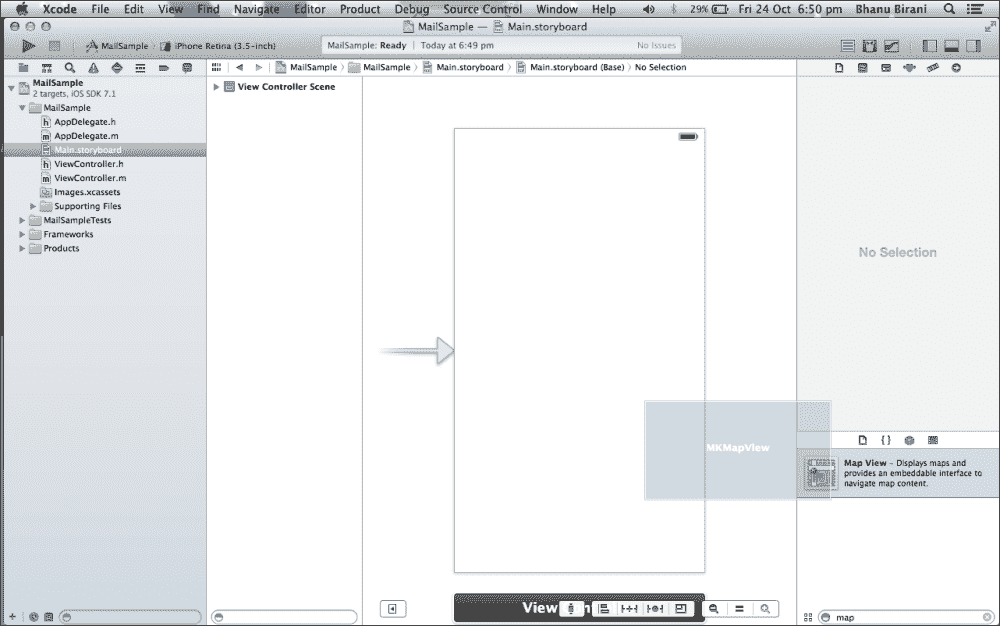 Xcode File Edit View Find Navigate Editor Product Debug Source Control Window Help 29% Fri 24 Oct 6:50 pm Bhanu Birani
MailSample — Main.storyboard
MailSample iPhone Retina (3.5-inch)
MailSample: Ready Today at 6:49 pm No Issues
MailSample MailSample Main.storyboard Main.storyboard (Base) No Selection
MailSample
2 targets, iOS SDK 7.1
MailSample
AppDelegate.h
AppDelegate.m
Main.storyboard
ViewController.h
ViewController.m
Images.xcassets
Supporting Files
MailSampleTests
Frameworks
Products
View Controller Scene
MKMapView
View
No Selection
{ }
Map View – Displays maps and
provides an embeddable interface to
navigate map content.
map